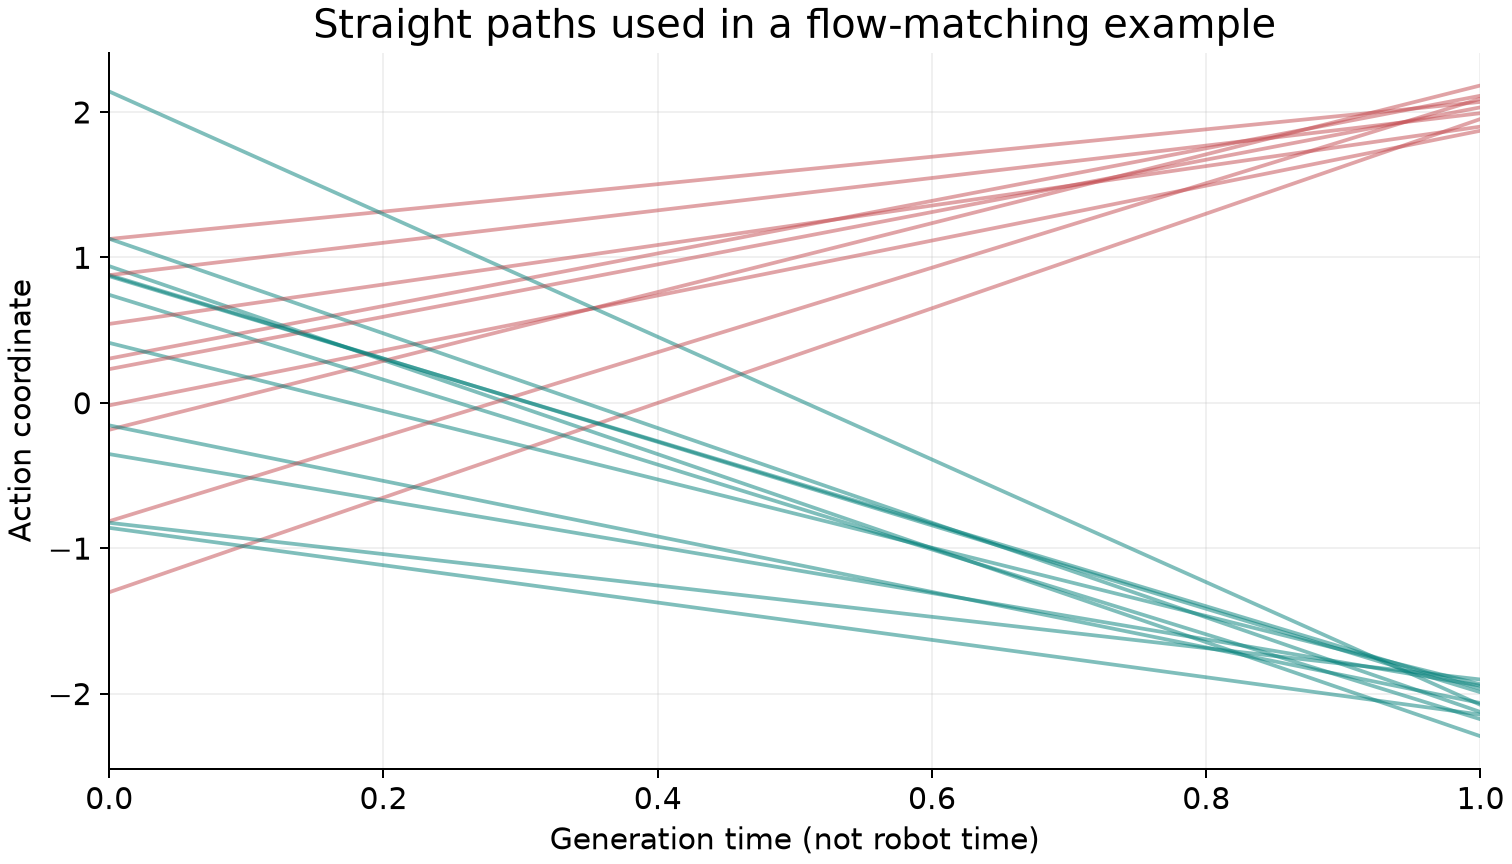 Straight paths used in a flow-matching example
Action coordinate
2
1
0
−1
−2
0.0 0.2 0.4 0.6 0.8 1.0
Generation time (not robot time)